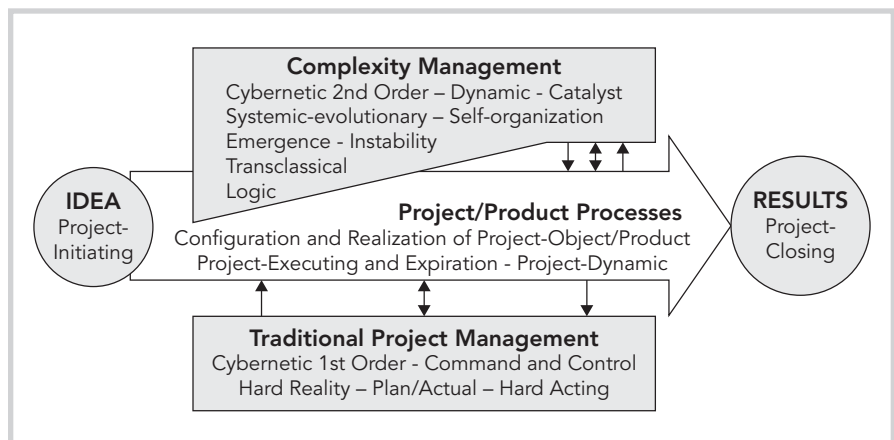 Complexity Management
Cybernetic 2nd Order – Dynamic - Catalyst
Systemic-evolutionary – Self-organization
Emergence - Instability
Transclassical
Logic
IDEA
Project-
Initiating
Project/Product Processes
Configuration and Realization of Project-Object/Product
Project-Executing and Expiration - Project-Dynamic
RESULTS
Project-
Closing
Traditional Project Management
Cybernetic 1st Order - Command and Control
Hard Reality – Plan/Actual – Hard Acting